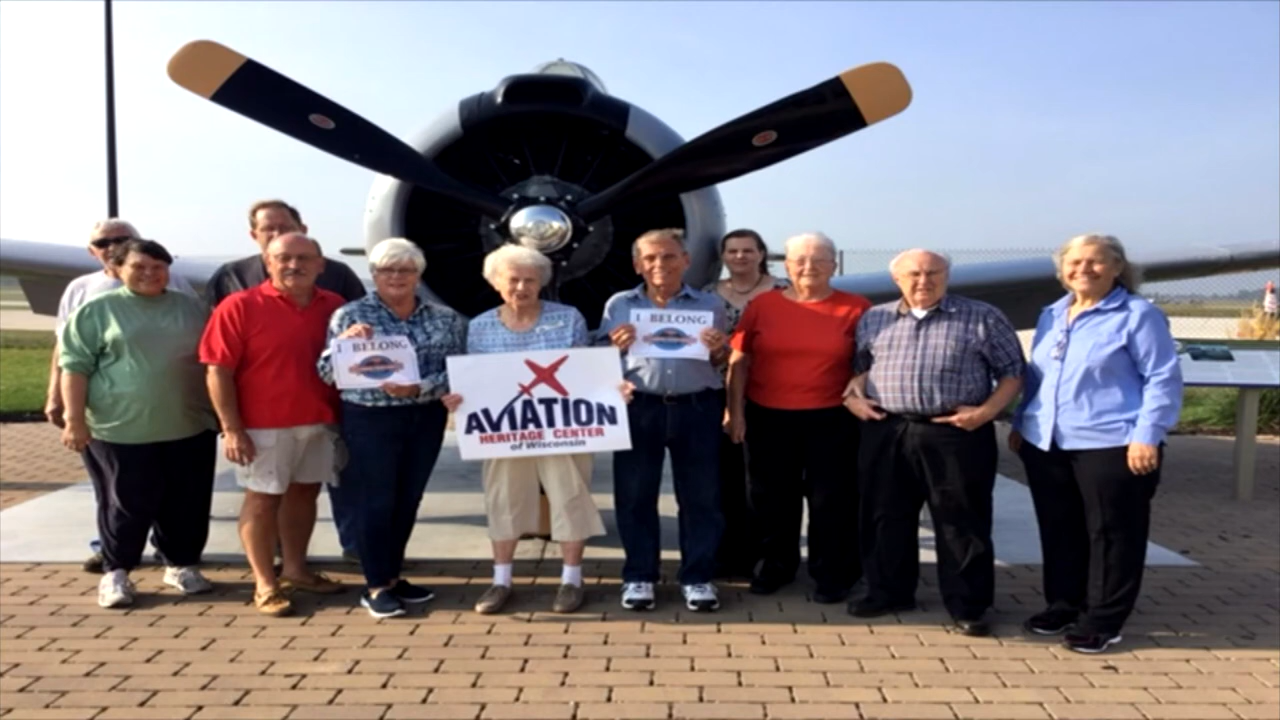 I BELONG
I BELONG
AVIATION
HERITAGE CENTER
of Wisconsin